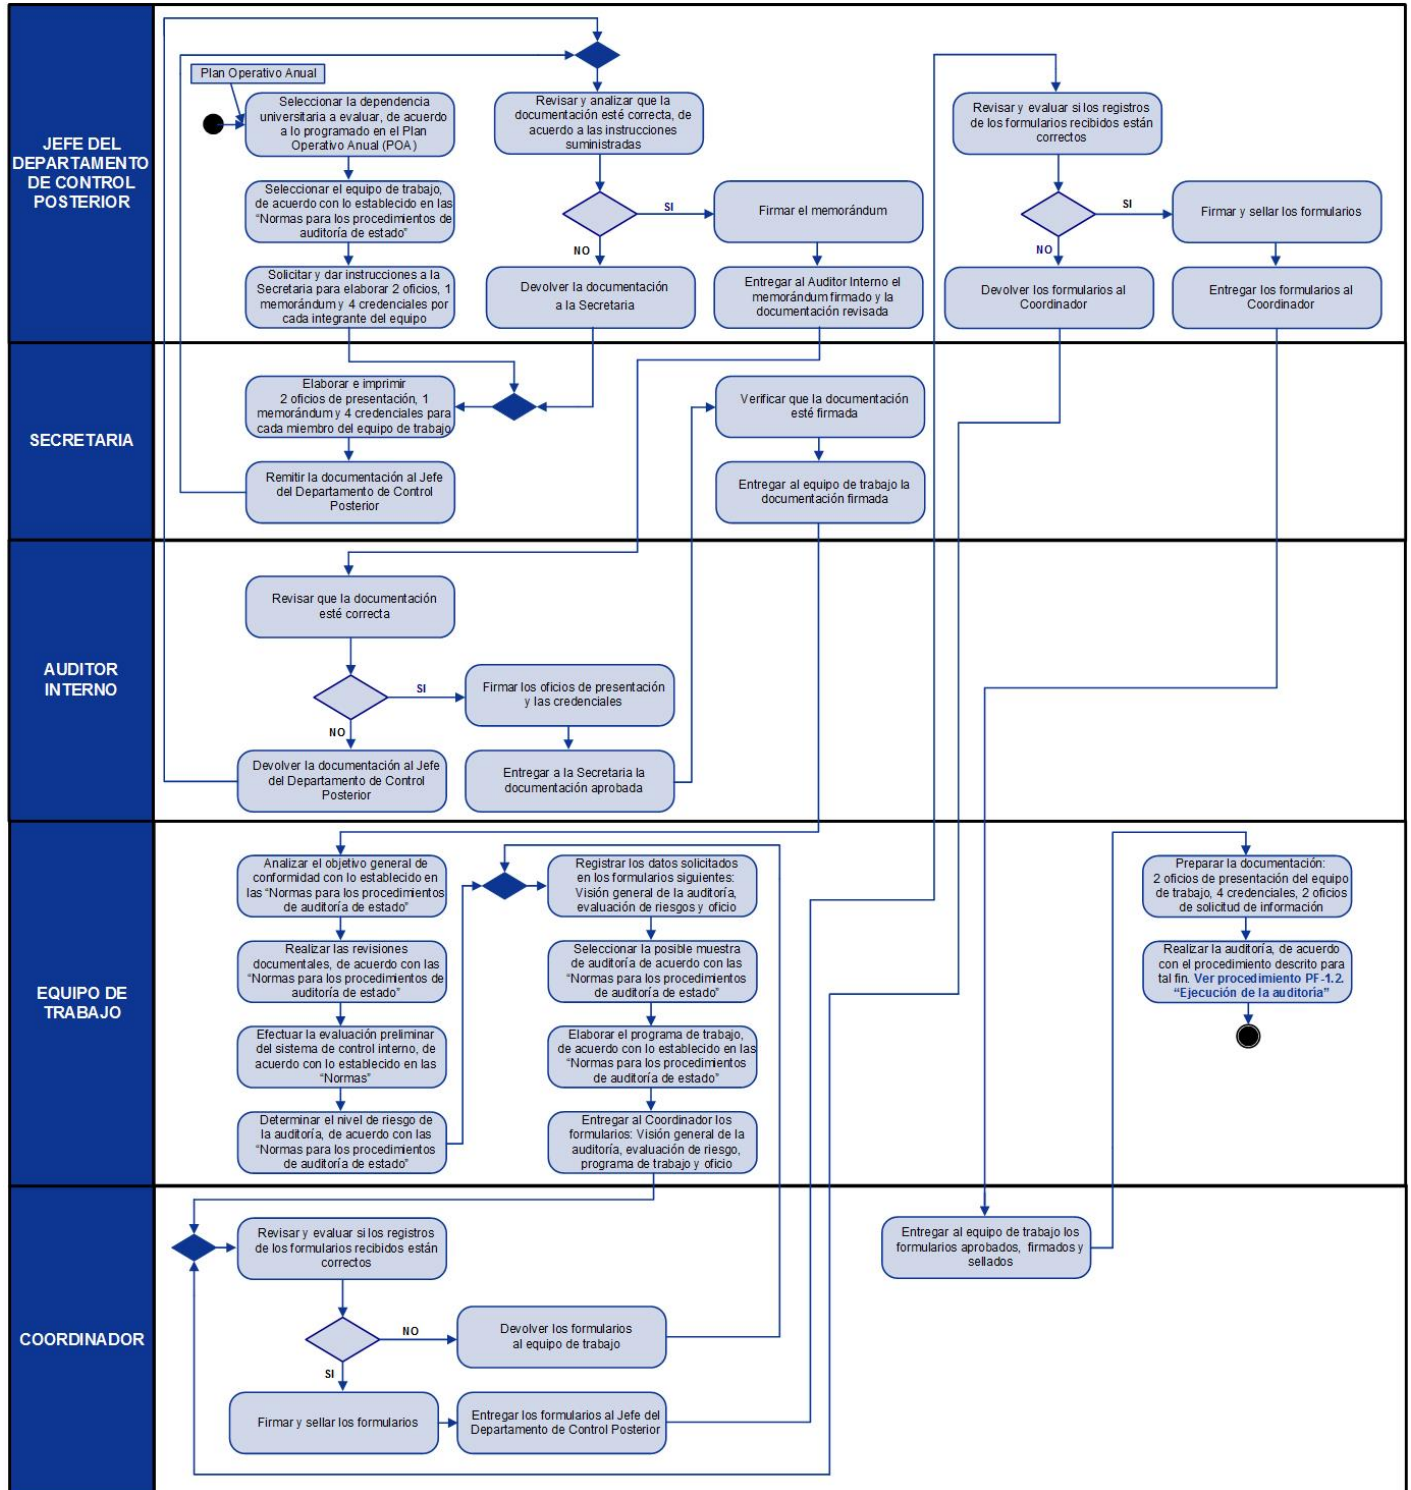 JEFE DEL
DEPARTAMENTO
DE CONTROL
POSTERIOR
Plan Operativo Anual
Seleccionar la dependencia
universitaria a evaluar, de acuerdo
a lo programado en el Plan
Operativo Anual (POA)
Seleccionar el equipo de trabajo,
de acuerdo con lo establecido en las
“Normas para los procedimientos de
auditoría de estado”
Solicitar y dar instrucciones a la
Secretaria para elaborar 2 oficios, 1
memorándum y 4 credenciales por
cada integrante del equipo
Revisar y analizar que la
documentación esté correcta, de
acuerdo a las instrucciones
suministradas
SI
NO
Devolver la documentación
a la Secretaria
Firmar el memorándum
Entregar al Auditor Interno el
memorándum firmado y la
documentación revisada
Revisar y evaluar si los registros
de los formularios recibidos están
correctos
SI
NO
Devolver los formularios al
Coordinador
Firmar y sellar los formularios
Entregar los formularios al
Coordinador
SECRETARIA
Elaborar e imprimir
2 oficios de presentación, 1
memorándum y 4 credenciales para
cada miembro del equipo de trabajo
Remitir la documentación al Jefe
del Departamento de Control
Posterior
Verificar que la documentación
esté firmada
Entregar al equipo de trabajo la
documentación firmada
AUDITOR
INTERNO
Revisar que la documentación
esté correcta
SI
NO
Devolver la documentación al Jefe
del Departamento de Control
Posterior
Firmar los oficios de presentación
y las credenciales
Entregar a la Secretaria la
documentación aprobada
EQUIPO DE
TRABAJO
Analizar el objetivo general de
conformidad con lo establecido en
las “Normas para los procedimientos
de auditoría de estado”
Realizar las revisiones
documentales, de acuerdo con las
“Normas para los procedimientos de
auditoría de estado”
Efectuar la evaluación preliminar
del sistema de control interno, de
acuerdo con lo establecido en las
“Normas”
Determinar el nivel de riesgo de
la auditoría, de acuerdo con las
“Normas para los procedimientos
de auditoría de estado”
Registrar los datos solicitados
en los formularios siguientes:
Visión general de la auditoría,
evaluación de riesgos y oficio
Seleccionar la posible muestra
de auditoría de acuerdo con las
“Normas para los procedimientos
de auditoría de estado”
Elaborar el programa de trabajo,
de acuerdo con lo establecido en las
“Normas para los procedimientos
de auditoría de estado”
Entregar al Coordinador los
formularios: Visión general de la
auditoría, evaluación de riesgo,
programa de trabajo y oficio
Preparar la documentación:
2 oficios de presentación del equipo
de trabajo, 4 credenciales, 2 oficios
de solicitud de información
Realizar la auditoría, de acuerdo
con el procedimiento descrito para
tal fin. Ver procedimiento PF-1.2.
“Ejecución de la auditoría”
COORDINADOR
Revisar y evaluar si los registros
de los formularios recibidos están
correctos
NO
SI
Devolver los formularios
al equipo de trabajo
Firmar y sellar los formularios
Entregar los formularios al Jefe del
Departamento de Control Posterior
Entregar al equipo de trabajo los
formularios aprobados, firmados y
sellados